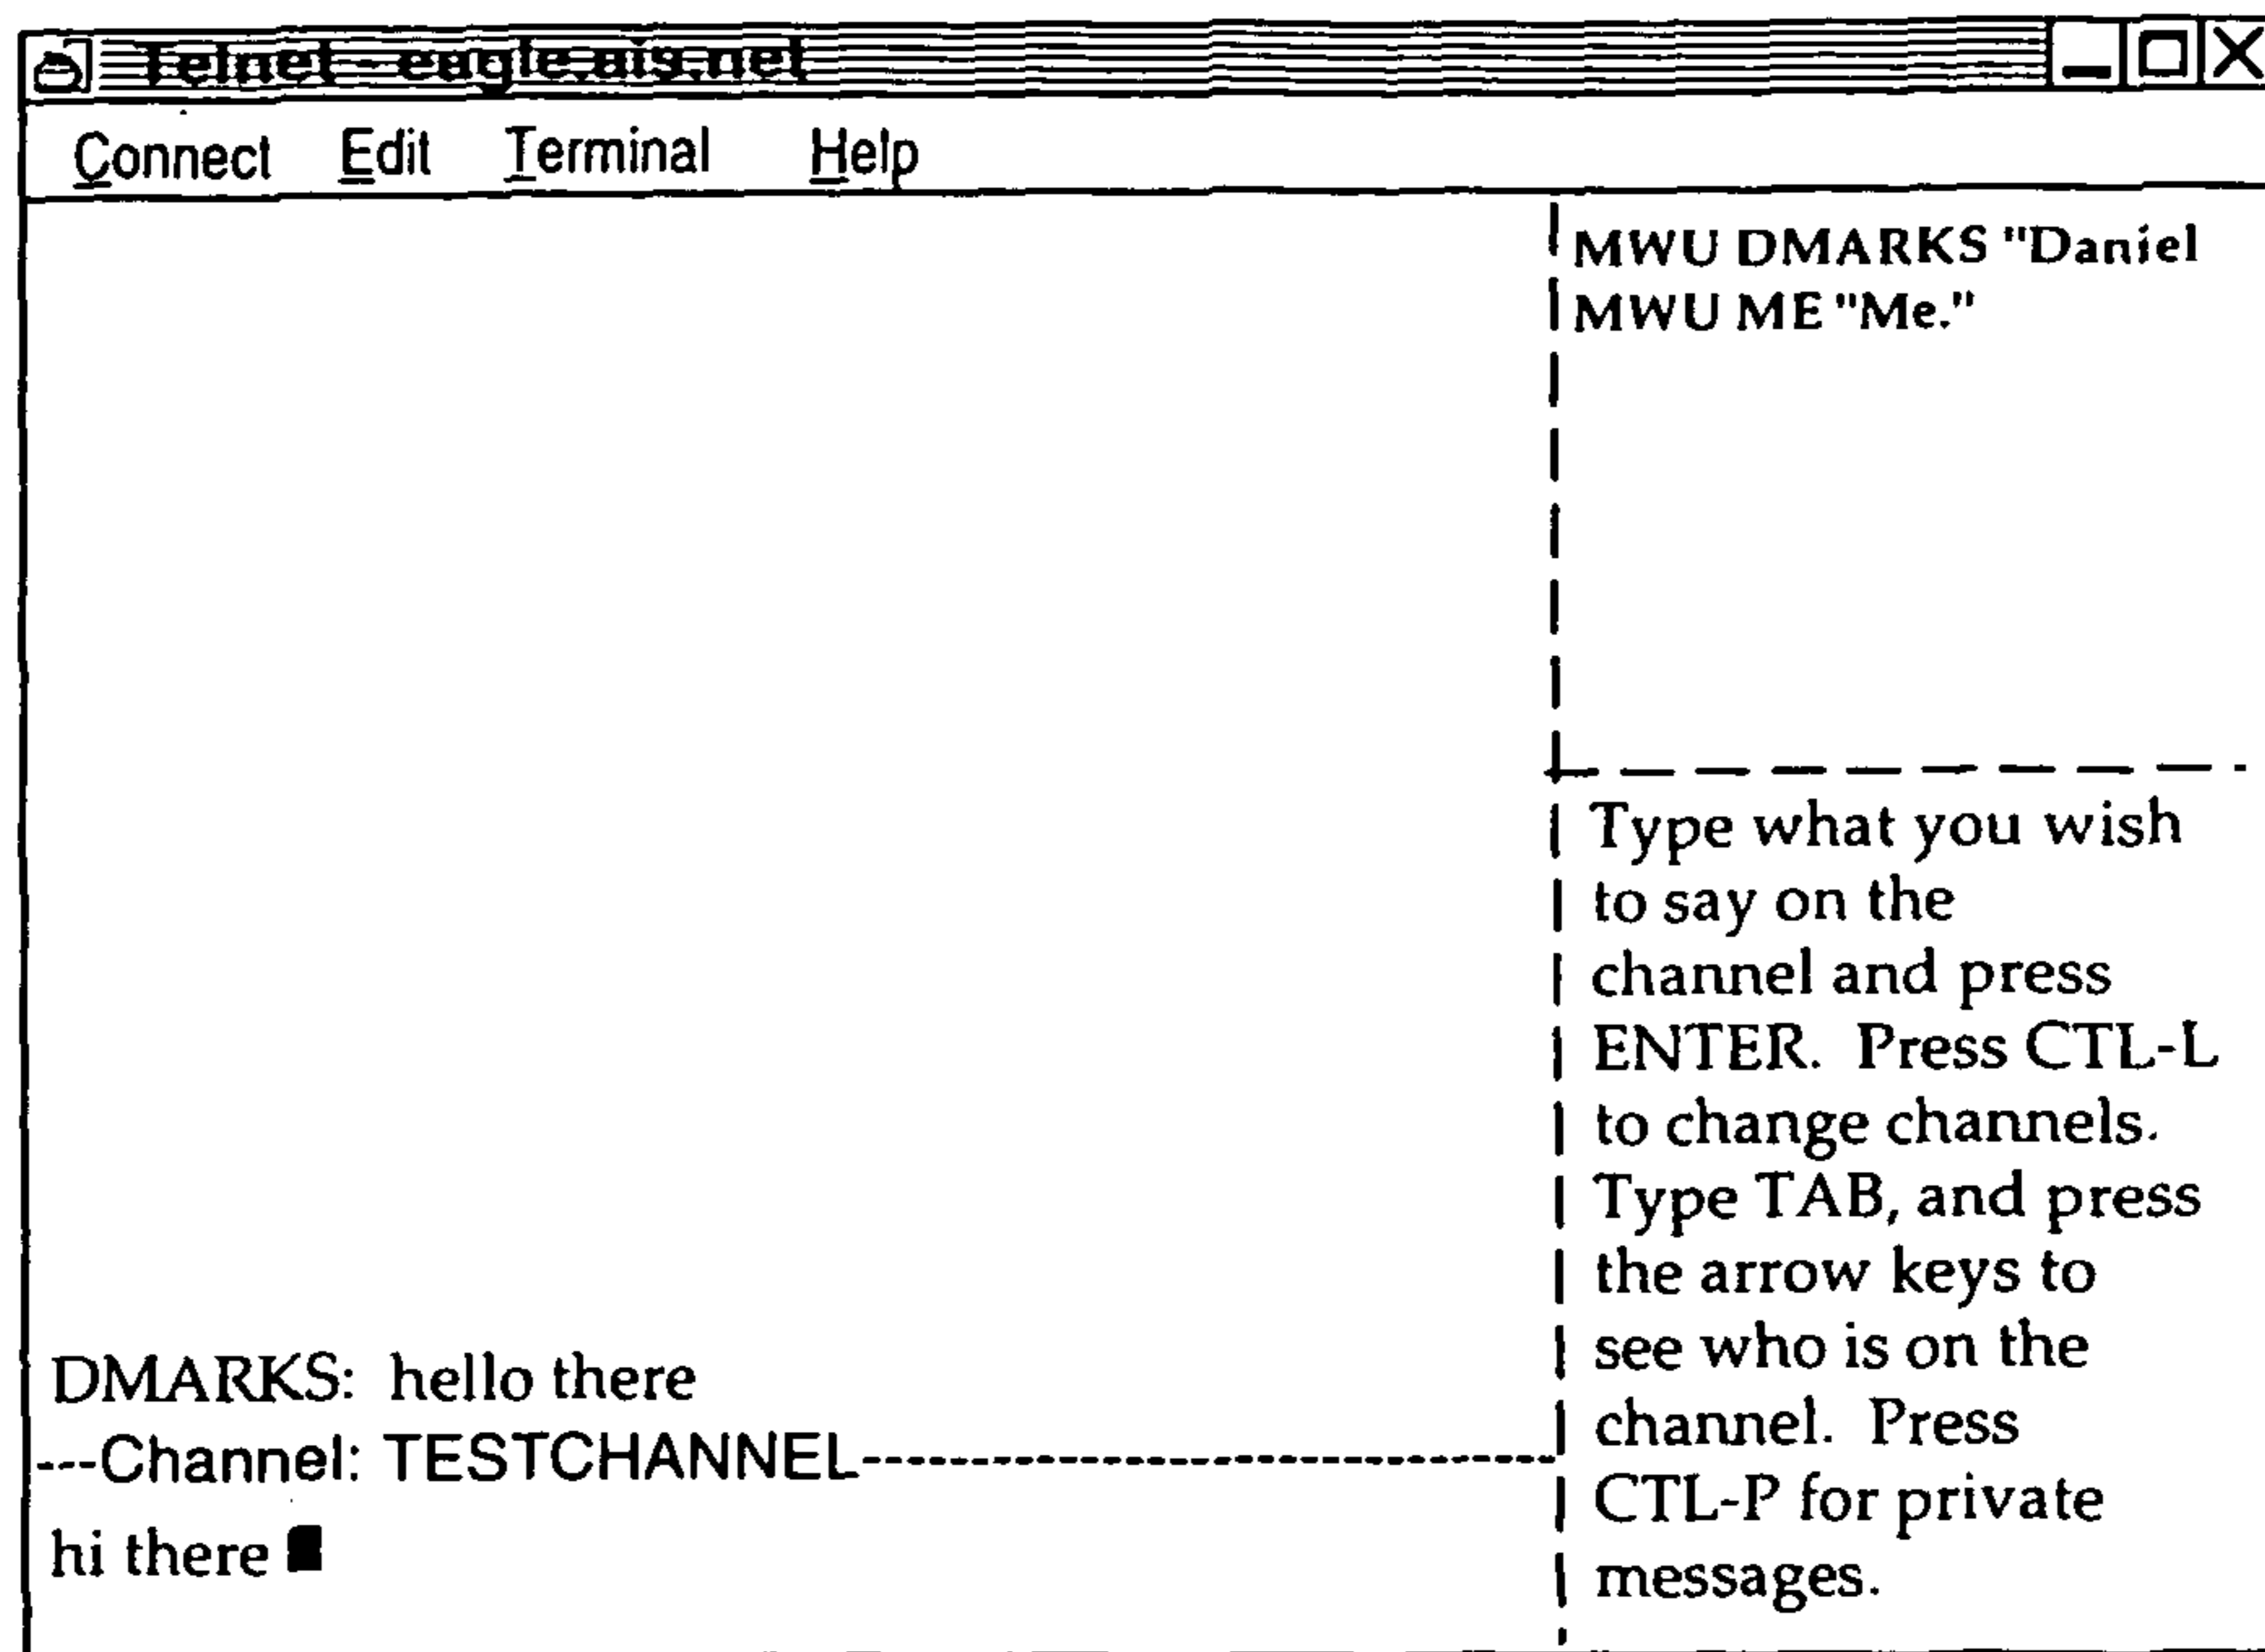 Telnet - eagle.ais.net
Connect Edit Terminal Help
MWU DMARKS "Daniel
MWU ME "Me."
Type what you wish
to say on the
channel and press
ENTER. Press CTL-L
to change channels.
Type TAB, and press
the arrow keys to
see who is on the
channel. Press
CTL-P for private
messages.
DMARKS: hello there
---Channel: TESTCHANNEL-------------------------------
hi there